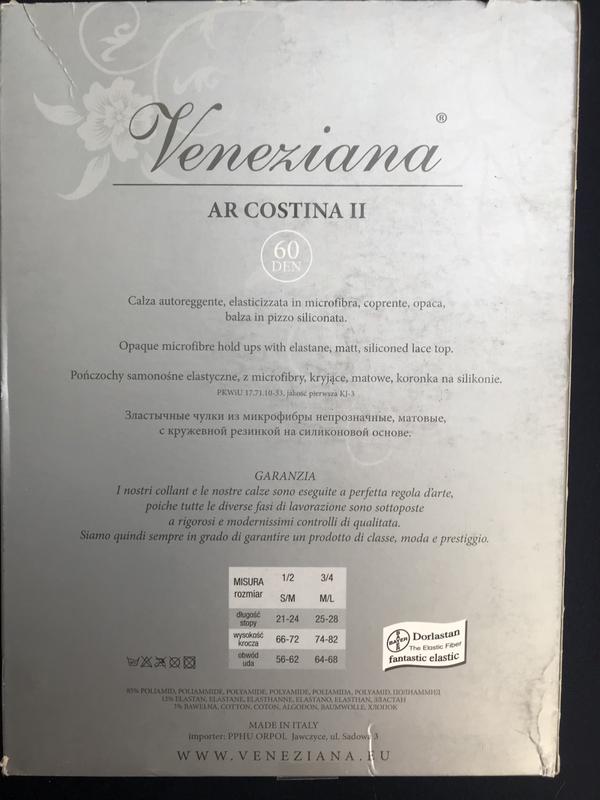 Veneziana®
AR COSTINA II
60
DEN
Calza autoreggente, elasticizzata in microfibra, coprente, opaca,
balza in pizzo siliconata.
Opaque microfibre hold ups with elastane, matt, siliconed lace top.
Pończochy samonośne elastyczne, z microfibry, kryjące, matowe, koronka na silikonie.
PKWiU 17.71.10-53, jakość pierwsza KJ-3
Зластычные чулки из микрофибры непрозначные, матовые,
с кружевной резинкой на силиконовой основе.
GARANZIA
I nostri collant e le nostre calze sono eseguite a perfetta regola d'arte,
poiche tutte le diverse fasi di lavorazione sono sottoposte
a rigorosi e modernissimi controlli di qualitata.
Siamo quindi sempre in grado di garantire un prodotto di classe, moda e prestiggio.
MISURA 1/2 3/4
rozmiar S/M M/L
długość
stopy 21-24 25-28
wysokość
krocza 66-72 74-82
obwód
uda 56-62 64-68
BAYER
Dorlastan
The Elastic Fiber
fantastic elastic
85% POLIAMID, POLIAMMIDE, POLYAMIDE, POLYAMIDE, POLIAMIDA, POLYAMID,
ELASTAN, ELASTANE, ELASTHANNE, ELASTANO, ELASTHAN, ЭЛАСТАН
BAWEŁNA, COTTON, COTON, ALGODON, BAUMWOLLE, ХЛОПОК
MADE IN ITALY
importer: PPHU ORPOL Jawczyce, ul. Sadowa 3
WWW.VENEZIANA.EU